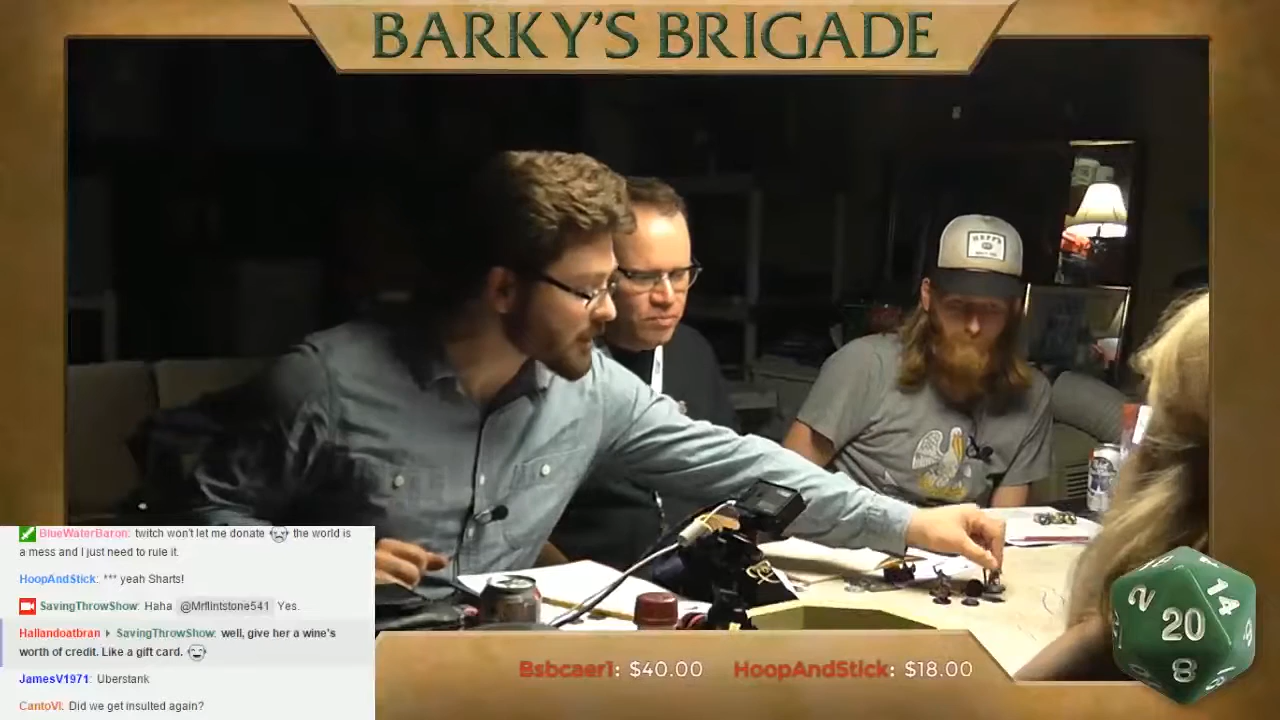 BARKY'S BRIGADE
BlueWaterBaron: twitch won't let me donate the world is
a mess and I just need to rule it.
HoopAndStick: *** yeah Sharts!
SavingThrowShow: Haha @Mrflintstone541 Yes.
Hallandoatbran SavingThrowShow: well, give her a wine's
worth of credit. Like a gift card.
JamesV1971: Uberstank
CantoVI: Did we get insulted again?
Bsbcaer1: $40.00 HoopAndStick: $18.00
2
14
20
8